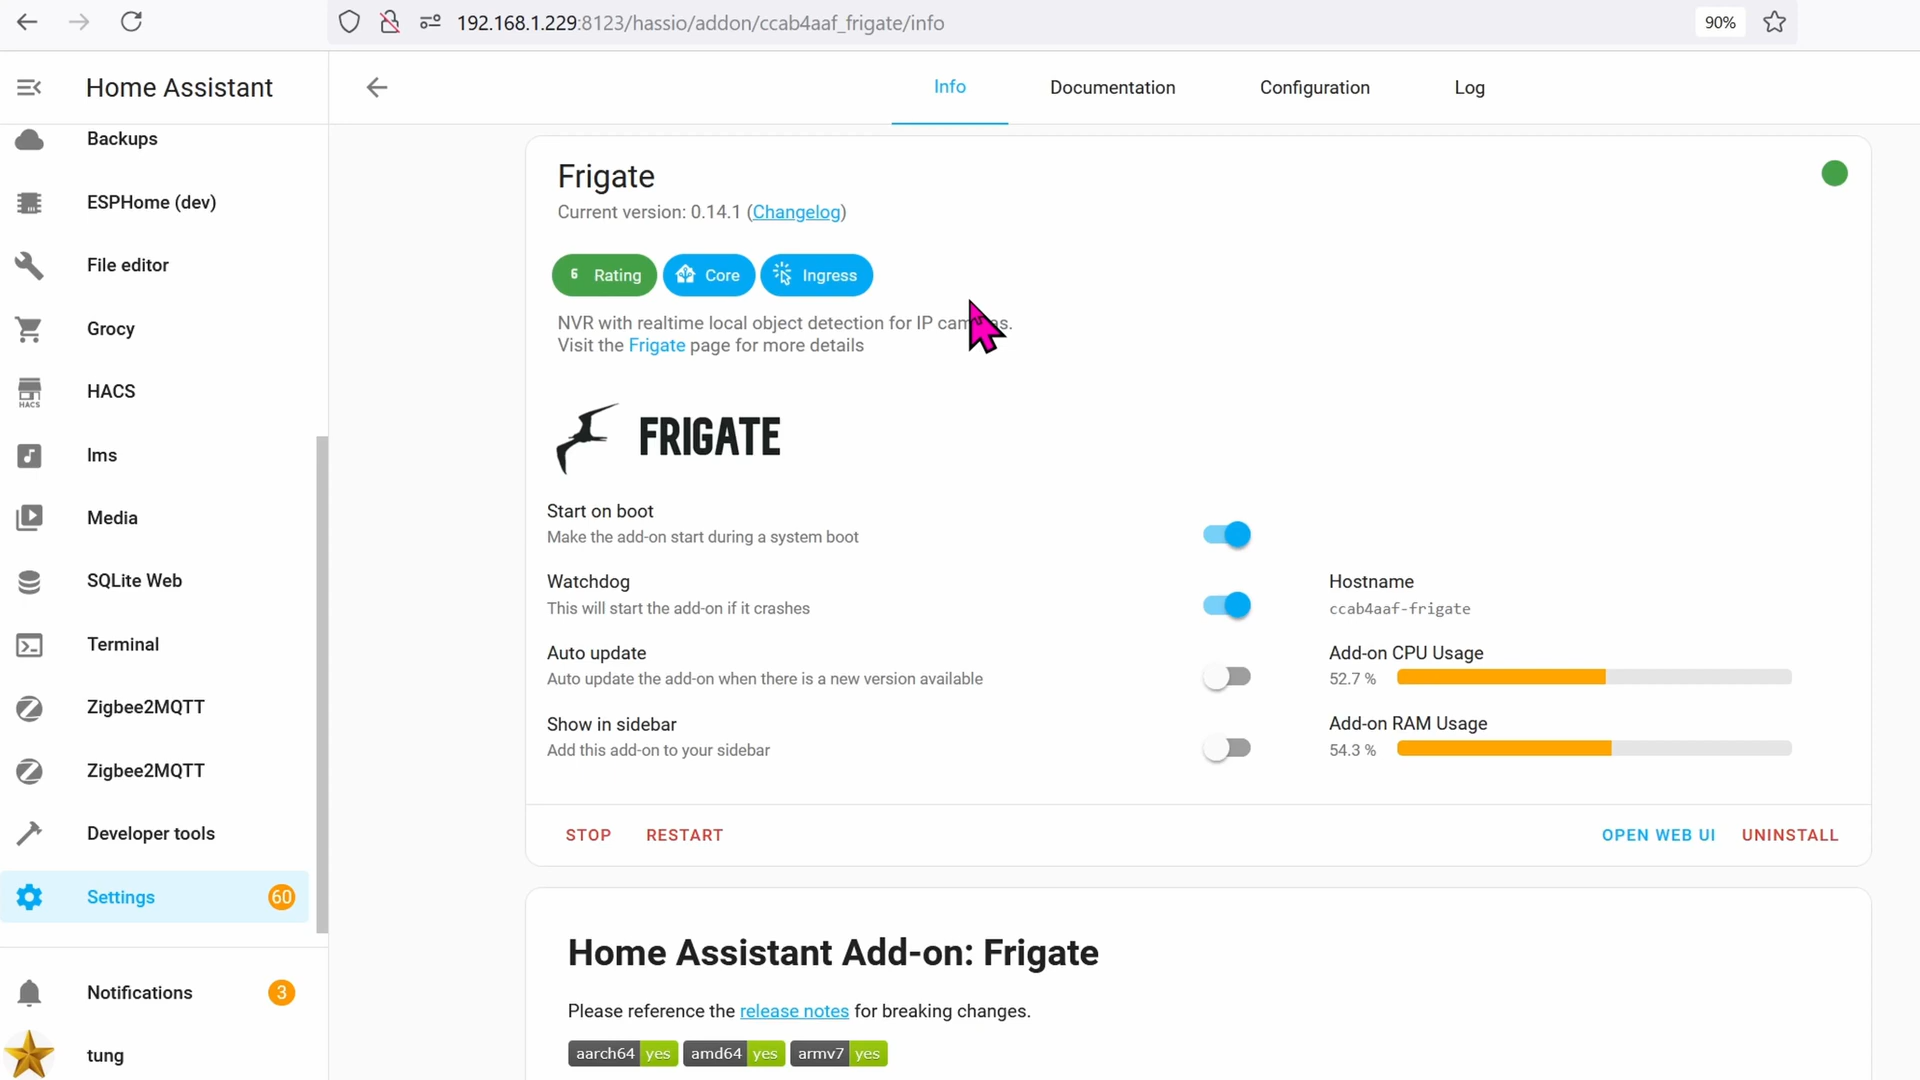 192.168.1.229:8123/hassio/addon/ccab4aaf_frigate/info
90%
Home Assistant
Info
Documentation
Configuration
Log
Backups
ESPHome (dev)
File editor
Grocy
HACS
HACS
lms
Media
SQLite Web
Terminal
Zigbee2MQTT
Zigbee2MQTT
Developer tools
Settings
60
Notifications
3
tung
Frigate
Current version: 0.14.1 (Changelog)
6 Rating
Core
Ingress
NVR with realtime local object detection for IP
Visit the Frigate page for more details
FRIGATE
Start on boot
Make the add-on start during a system boot
Watchdog
This will start the add-on if it crashes
Auto update
Auto update the add-on when there is a new version available
Show in sidebar
Add this add-on to your sidebar
Hostname
ccab4aaf-frigate
Add-on CPU Usage
52.7 %
Add-on RAM Usage
54.3 %
STOP
RESTART
OPEN WEB UI
UNINSTALL
Home Assistant Add-on: Frigate
Please reference the release notes for breaking changes.
aarch64 yes
amd64 yes
armv7 yes